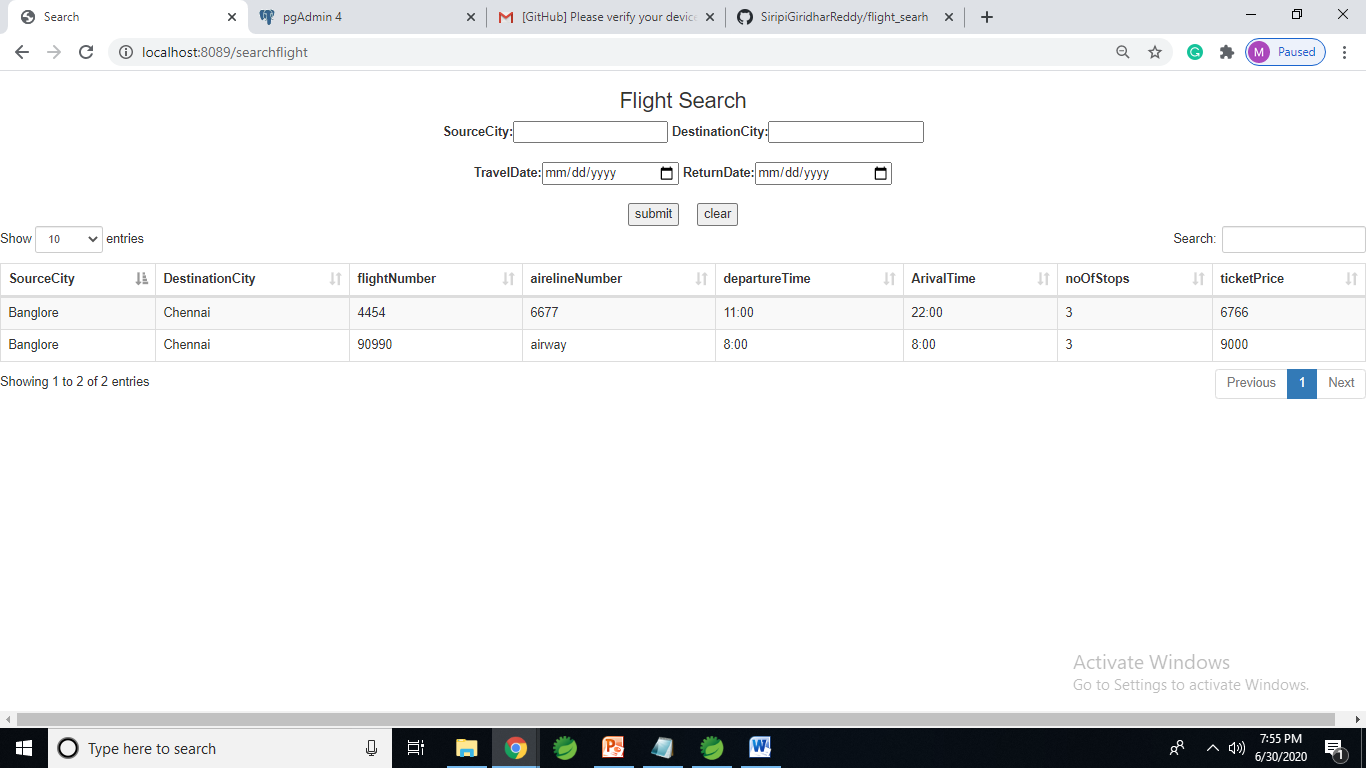 Search
pgAdmin 4
[GitHub] Please verify your device
SiripiGiridharReddy/flight_searh
localhost:8089/searchflight
M Paused
Flight Search
SourceCity: DestinationCity:
TravelDate: mm/dd/yyyy ReturnDate: mm/dd/yyyy
submit clear
Show 10 entries Search:
SourceCity DestinationCity flightNumber airelineNumber departureTime ArivalTime noOfStops ticketPrice
Banglore Chennai 4454 6677 11:00 22:00 3 6766
Banglore Chennai 90990 airway 8:00 8:00 3 9000
Showing 1 to 2 of 2 entries Previous 1 Next
Activate Windows
Go to Settings to activate Windows.
Type here to search
7:55 PM
6/30/2020
1